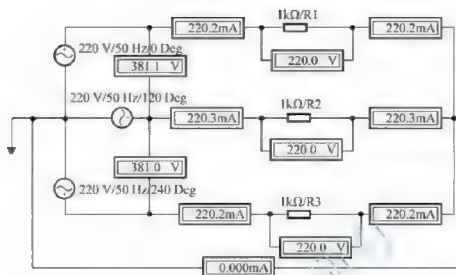 220.2mA 1kΩ/R1 220.2mA
220 V/50 Hz/0 Deg
381.1 V 220.0 V
220 V/50 Hz/120 Deg
220.3mA 1kΩ/R2 220.3mA
381.0 V 220.0 V
220 V/50 Hz/240 Deg
220.2mA 1kΩ/R3 220.2mA
220.0 V
0.000mA